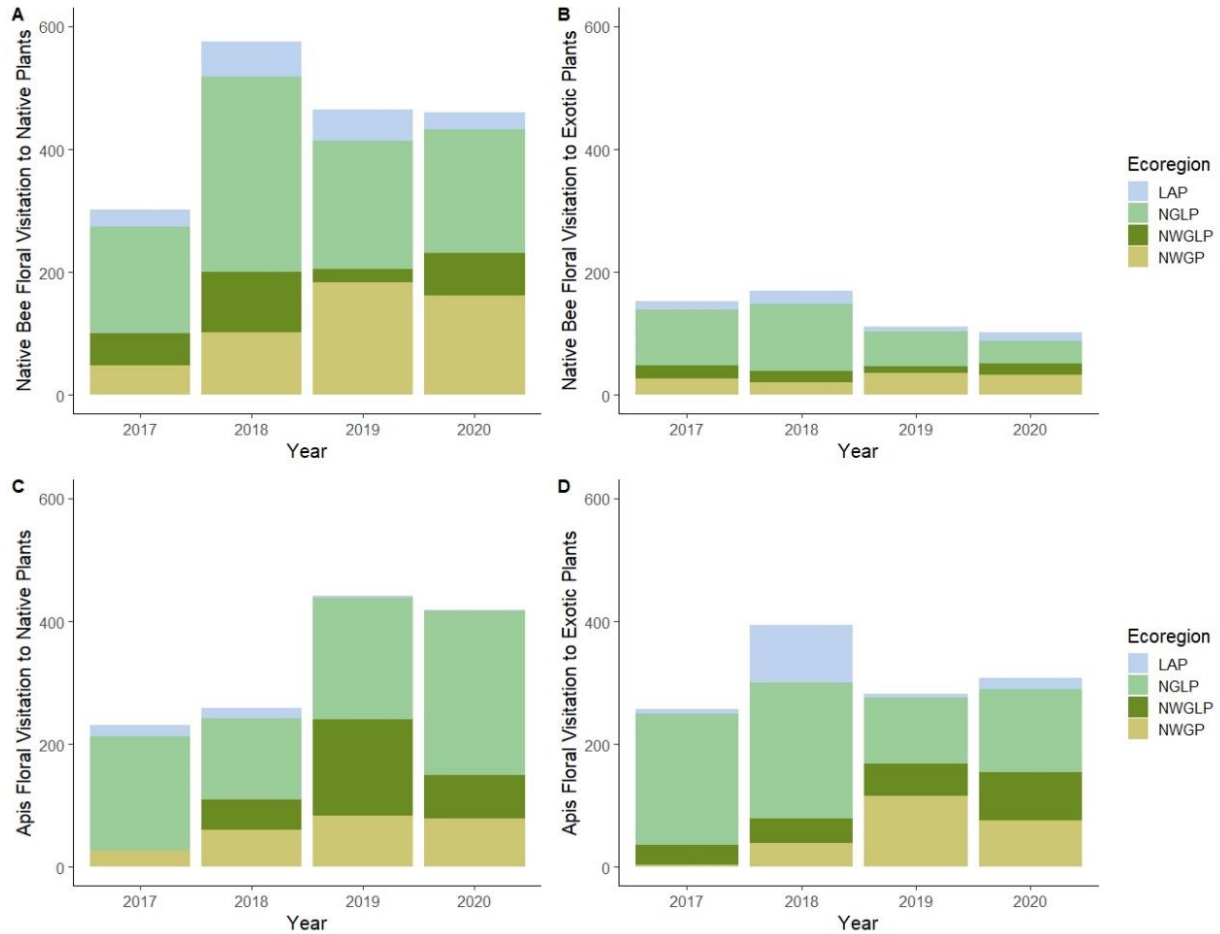 A
Native Bee Floral Visitation to Native Plants
600
400
200
0
2017 2018 2019 2020
Year
B
Native Bee Floral Visitation to Exotic Plants
600
400
200
0
2017 2018 2019 2020
Year
Ecoregion
LAP
NGLP
NWGLP
NWGP
C
Apis Floral Visitation to Native Plants
600
400
200
0
2017 2018 2019 2020
Year
D
Apis Floral Visitation to Exotic Plants
600
400
200
0
2017 2018 2019 2020
Year
Ecoregion
LAP
NGLP
NWGLP
NWGP